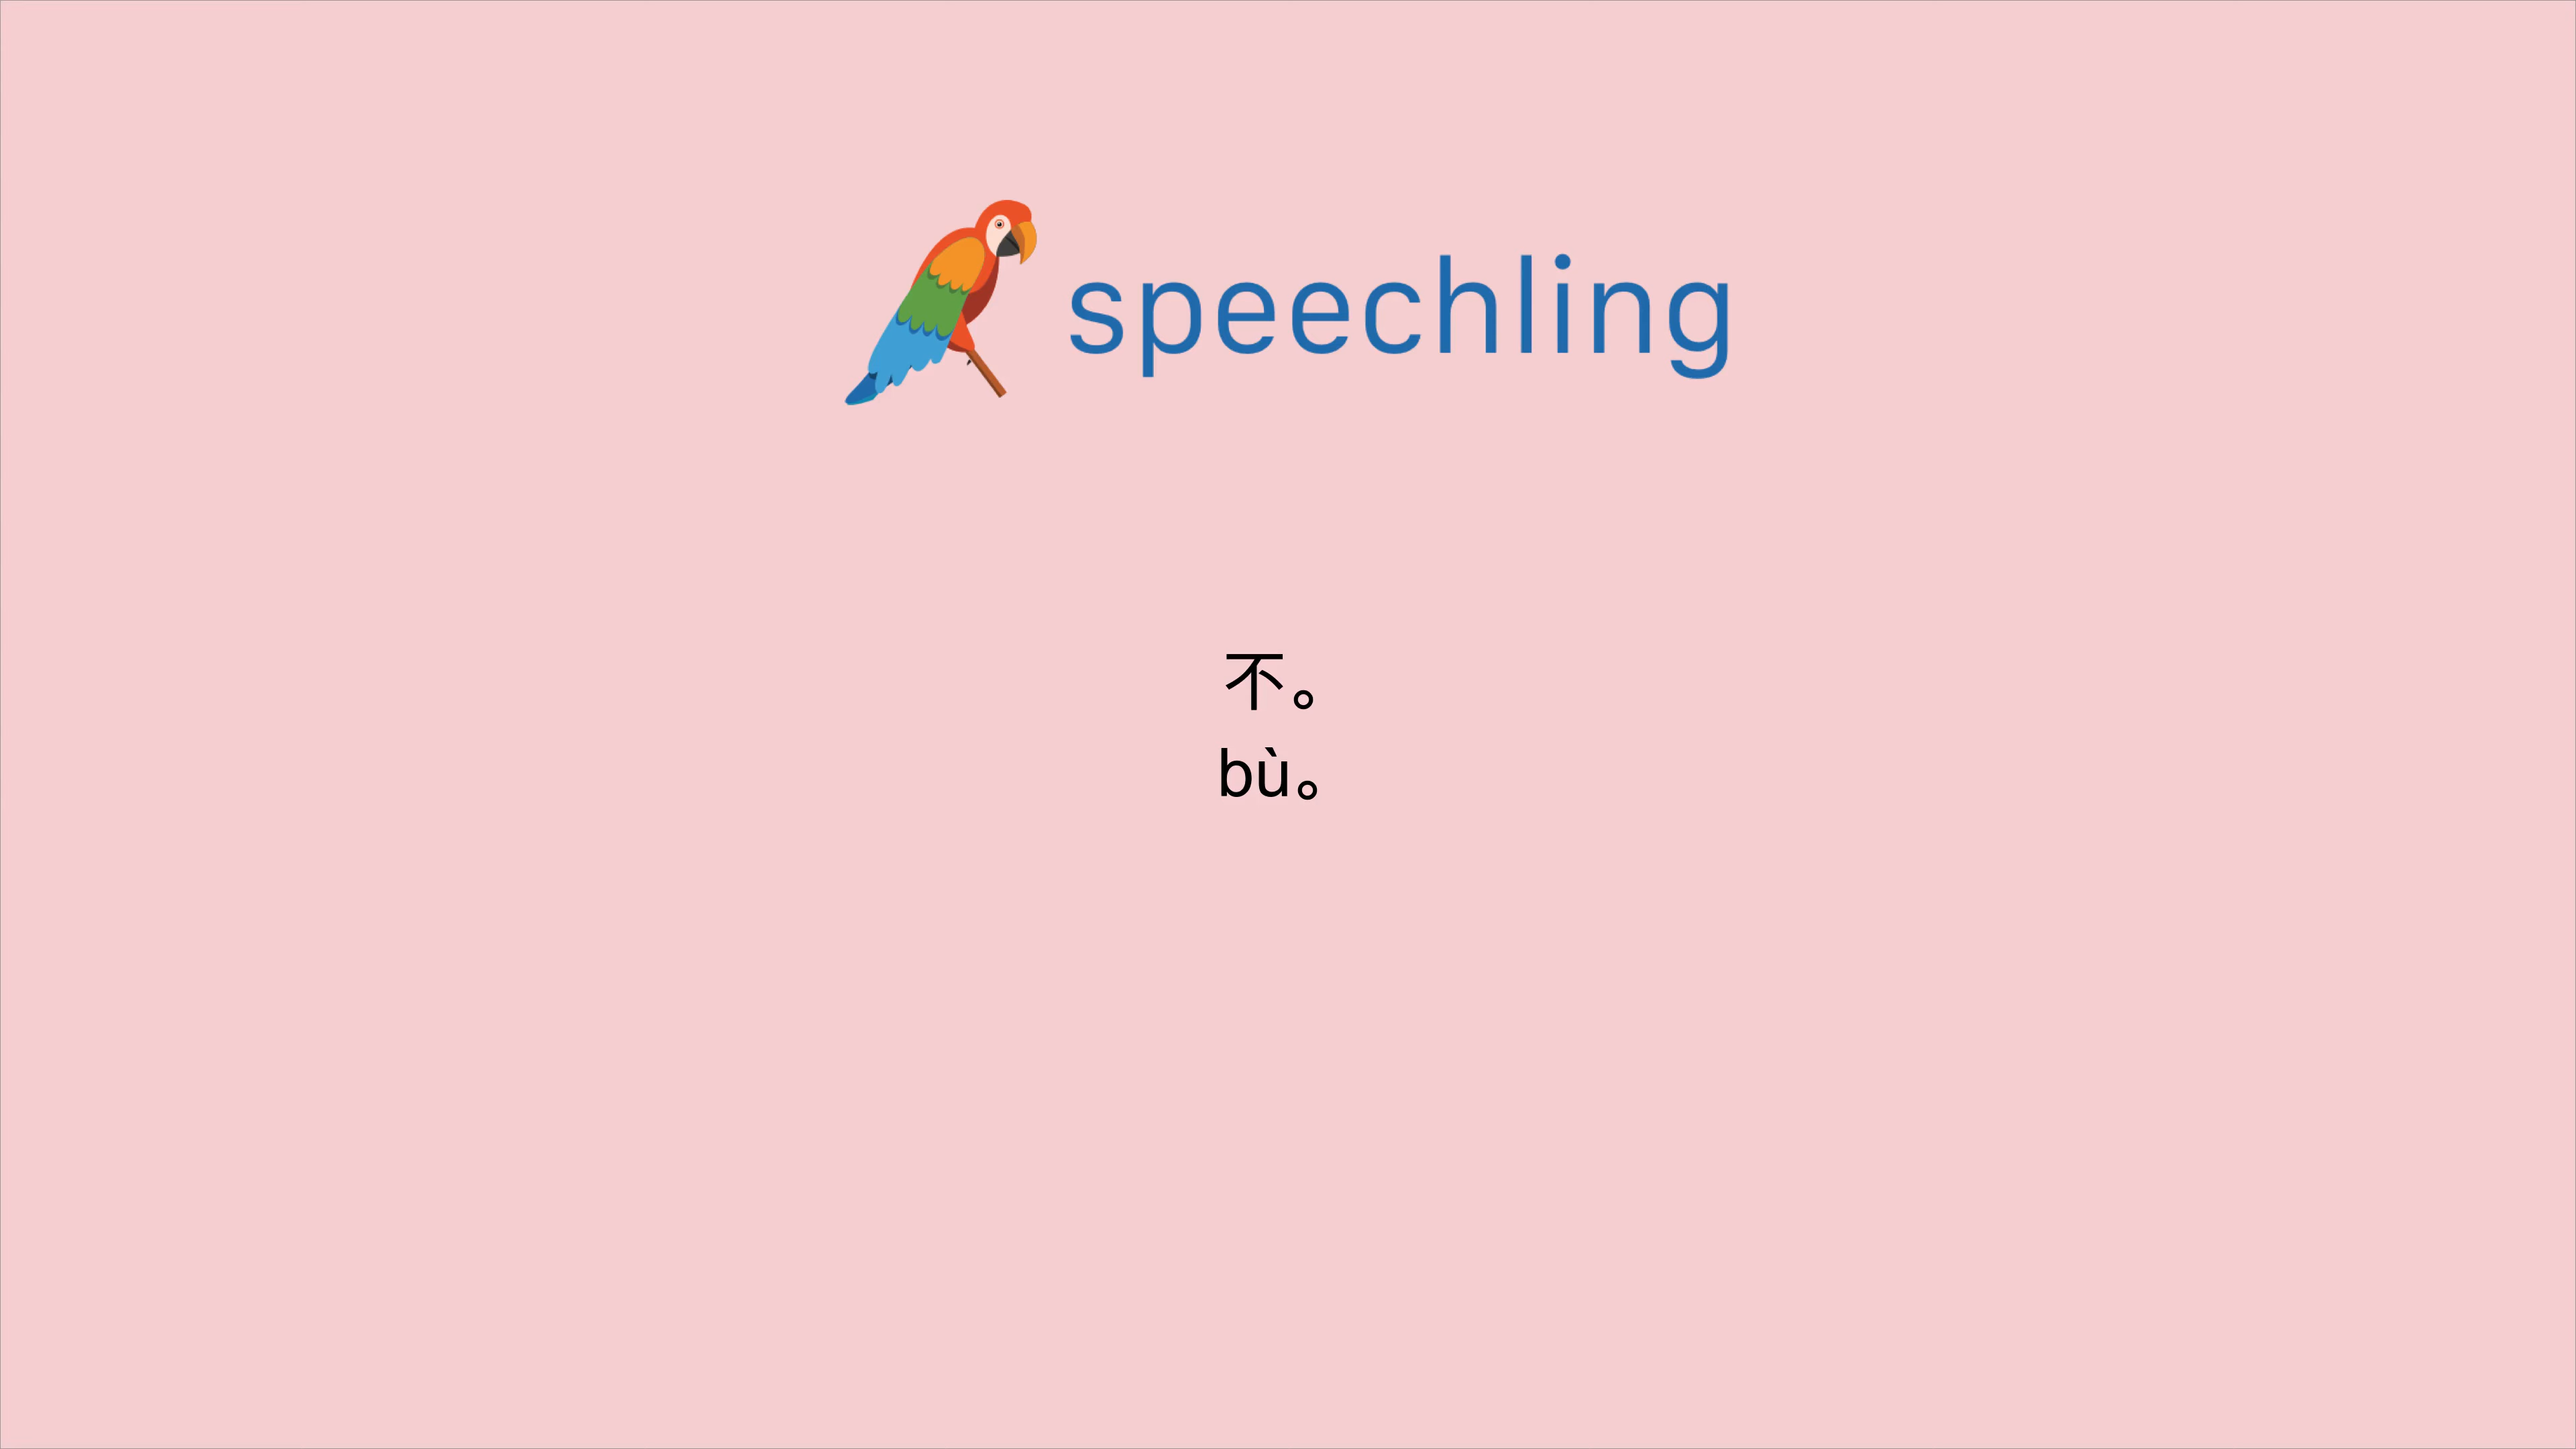 speechling
不。
bù。